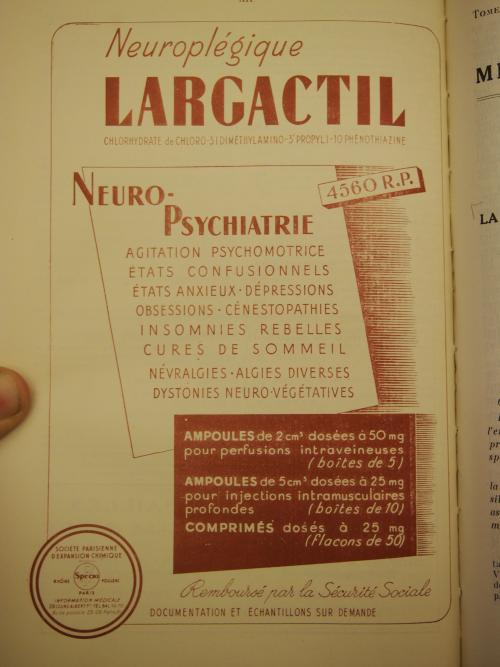 Neuroplégique
LARGACTIL
CHLORHYDRATE de CHLORO-3 (DIMÉTHYLAMINO-3' PROPYL)-10 PHÉNOTHIAZINE
4560 R.P.
NEURO-
PSYCHIATRIE
AGITATION PSYCHOMOTRICE
ÉTATS CONFUSIONNELS
ÉTATS ANXIEUX · DÉPRESSIONS
OBSESSIONS · CÉNESTOPATHIES
INSOMNIES REBELLES
CURES DE SOMMEIL
NÉVRALGIES · ALGIES DIVERSES
DYSTONIES NEURO-VÉGÉTATIVES
AMPOULES de 2 cm³ dosées à 50 mg
pour perfusions intraveineuses
(boîtes de 5)
AMPOULES de 5 cm³ dosées à 25 mg
pour injections intramusculaires
profondes (boîtes de 10)
COMPRIMÉS dosés à 25 mg
(flacons de 50)
SOCIÉTÉ PARISIENNE
D'EXPANSION CHIMIQUE
RHÔNE Specia POULENC
PARIS
INFORMATION MÉDICALE
Remboursé par la Sécurité Sociale
DOCUMENTATION ET ÉCHANTILLONS SUR DEMANDE
TOME
LA